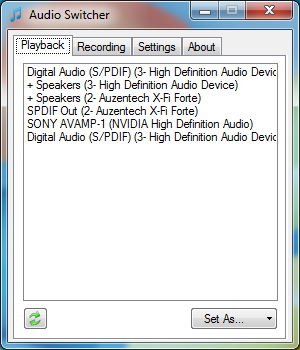 Audio Switcher
Playback Recording Settings About
Digital Audio (S/PDIF) (3- High Definition Audio Devic
+ Speakers (3- High Definition Audio Device)
+ Speakers (2- Auzentech X-Fi Forte)
SPDIF Out (2- Auzentech X-Fi Forte)
SONY AVAMP-1 (NVIDIA High Definition Audio)
Digital Audio (S/PDIF) (3- High Definition Audio Devic
Set As...